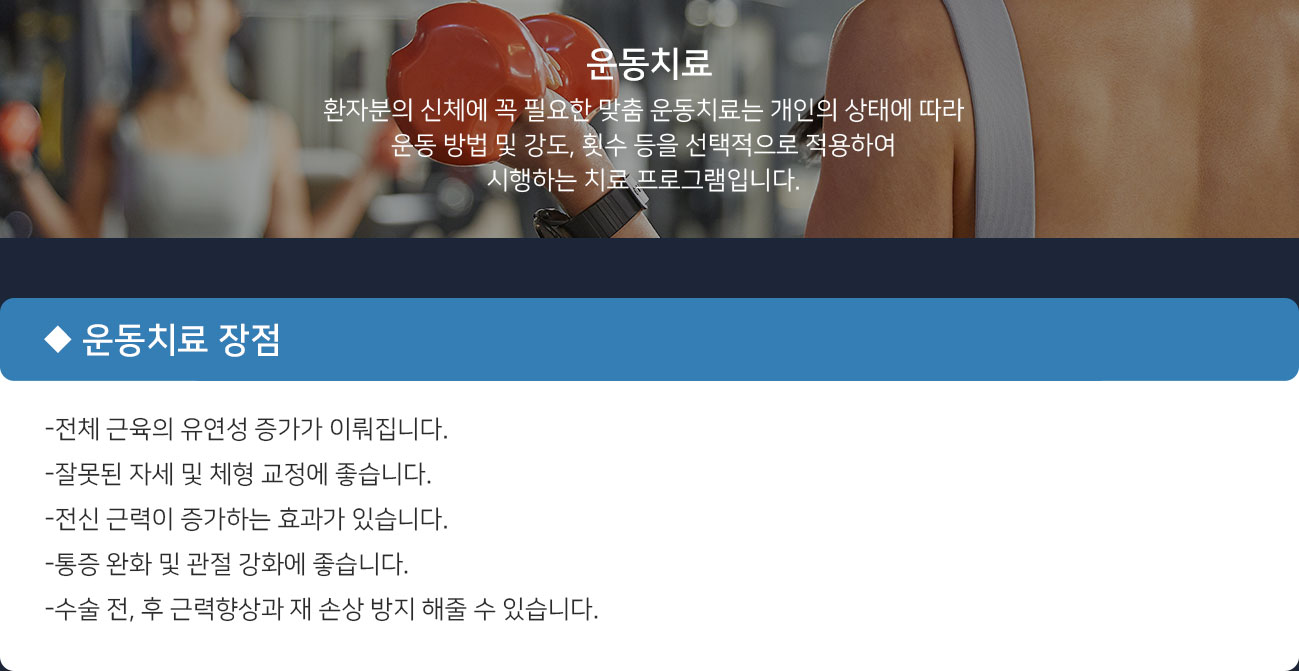 운동치료
환자분의 신체에 꼭 필요한 맞춤 운동치료는 개인의 상태에 따라
운동 방법 및 강도, 횟수 등을 선택적으로 적용하여
시행하는 치료 프로그램입니다.
◆ 운동치료 장점
-전체 근육의 유연성 증가가 이뤄집니다.
-잘못된 자세 및 체형 교정에 좋습니다.
-전신 근력이 증가하는 효과가 있습니다.
-통증 완화 및 관절 강화에 좋습니다.
-수술 전, 후 근력향상과 재 손상 방지 해줄 수 있습니다.